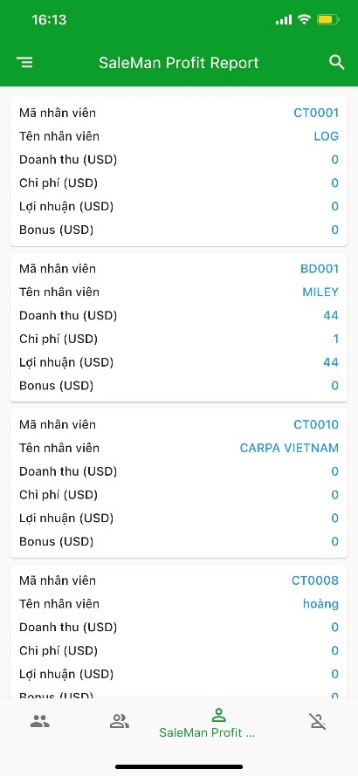 16:13
SaleMan Profit Report
Mã nhân viên CT0001
Tên nhân viên LOG
Doanh thu (USD) 0
Chi phí (USD) 0
Lợi nhuận (USD) 0
Bonus (USD) 0
Mã nhân viên BD001
Tên nhân viên MILEY
Doanh thu (USD) 44
Chi phí (USD) 1
Lợi nhuận (USD) 44
Bonus (USD) 0
Mã nhân viên CT0010
Tên nhân viên CARPA VIETNAM
Doanh thu (USD) 0
Chi phí (USD) 0
Lợi nhuận (USD) 0
Bonus (USD) 0
Mã nhân viên CT0008
Tên nhân viên hoàng
Doanh thu (USD) 0
Chi phí (USD) 0
Lợi nhuận (USD) 0
Bonus (USD) 0
SaleMan Profit ...